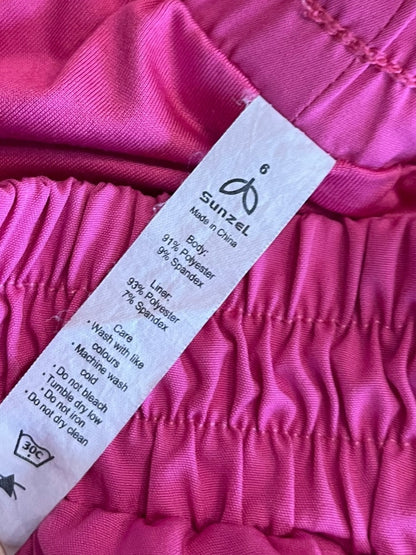 6
SunzeL
Made in China
Body:
91% Polyester
9% Spandex
Liner:
93% Polyester
7% Spandex
Care
• Wash with like
colours
• Machine wash
cold
• Do not bleach
• Tumble dry low
• Do not iron
• Do not dry clean
30C